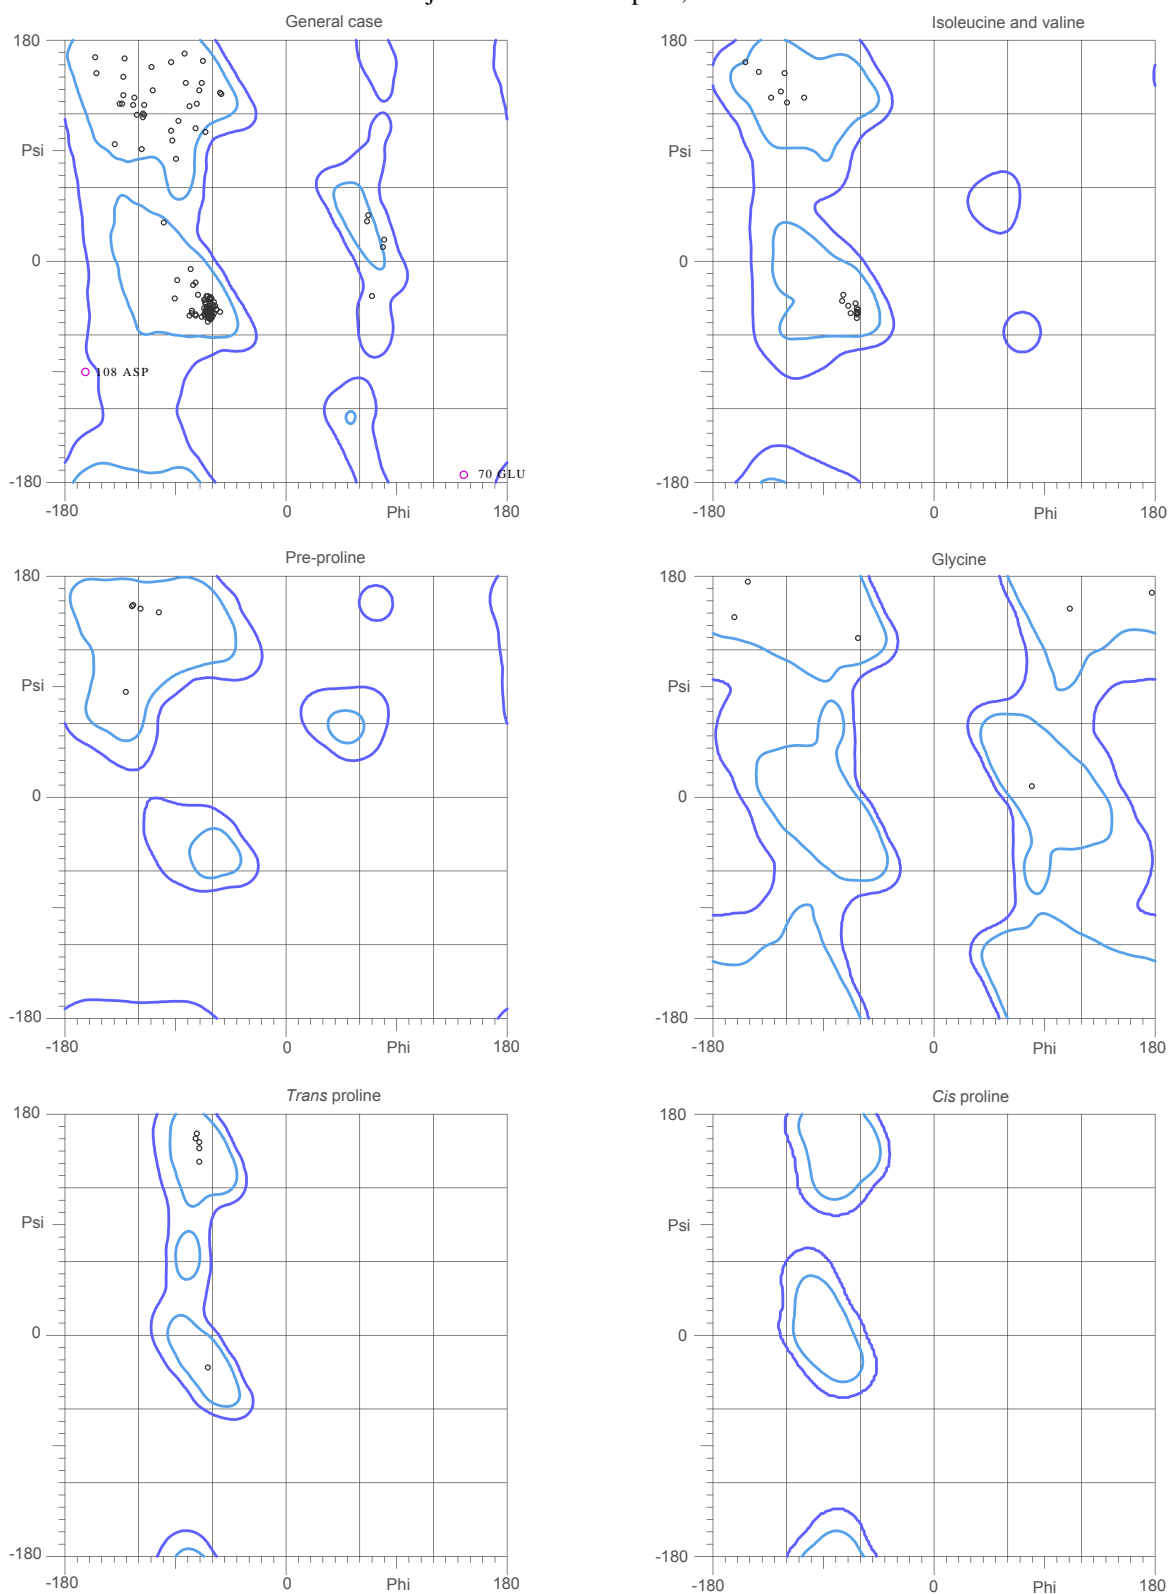 General case
Isoleucine and valine
180
Psi
0
-180
108 ASP
70 GLU
-180
0
Phi
180
180
Psi
0
-180
-180
0
Phi
180
Pre-proline
Glycine
180
Psi
0
-180
-180
0
Phi
180
180
Psi
0
-180
-180
0
Phi
180
Trans proline
Cis proline
180
Psi
0
-180
-180
0
Phi
180
180
Psi
0
-180
-180
0
Phi
180